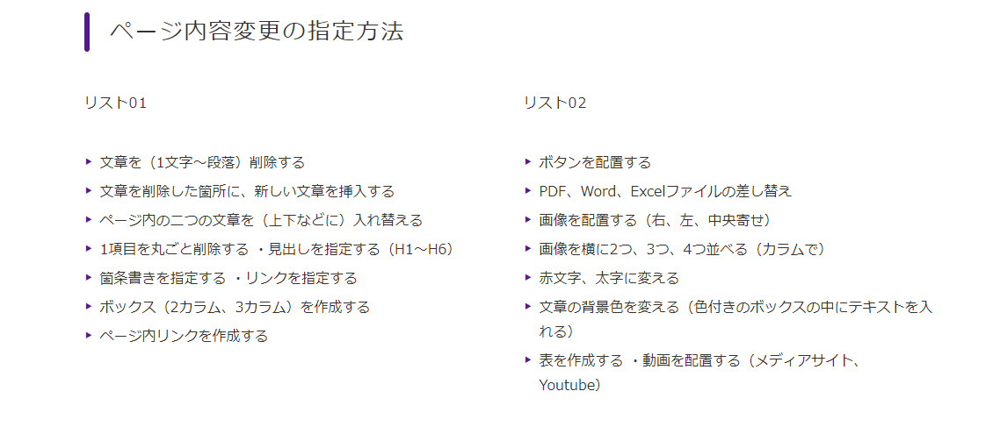 ページ内容変更の指定方法
リスト01
文章を（1文字～段落）削除する
文章を削除した箇所に、新しい文章を挿入する
ページ内の二つの文章を（上下などに）入れ替える
1項目を丸ごと削除する ・見出しを指定する（H1～H6）
箇条書きを指定する ・リンクを指定する
ボックス（2カラム、3カラム）を作成する
ページ内リンクを作成する
リスト02
ボタンを配置する
PDF、Word、Excelファイルの差し替え
画像を配置する（右、左、中央寄せ）
画像を横に2つ、3つ、4つ並べる（カラムで）
赤文字、太字に変える
文章の背景色を変える（色付きのボックスの中にテキストを入
れる）
表を作成する ・動画を配置する（メディアサイト、
Youtube）